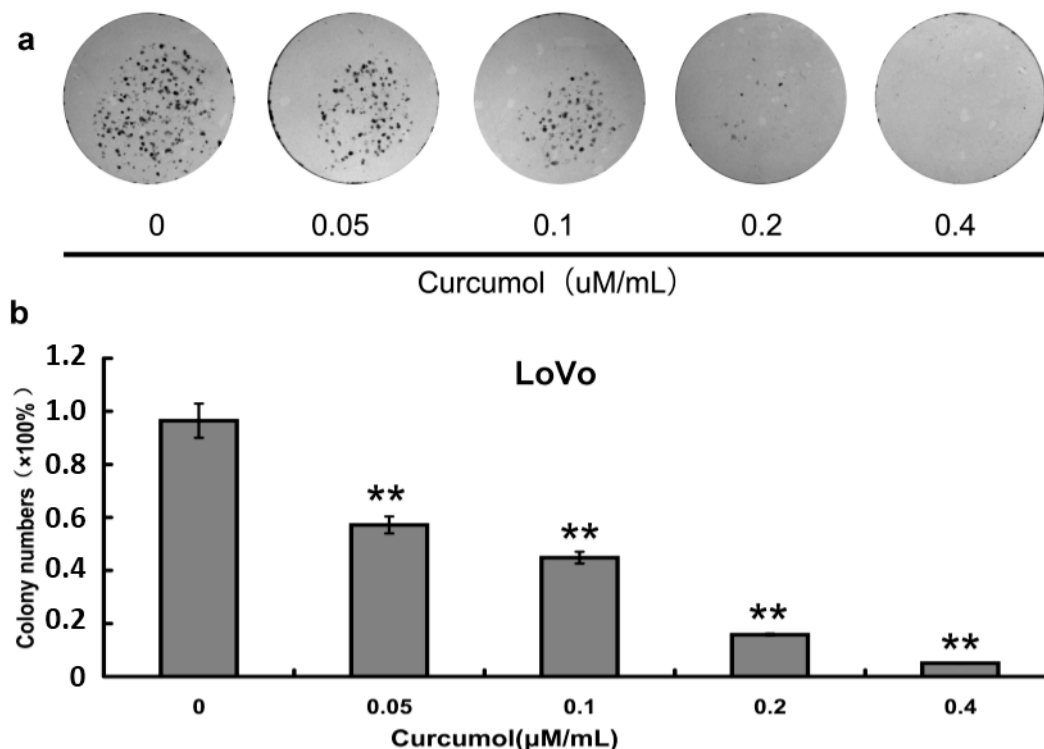 a
0 0.05 0.1 0.2 0.4
Curcumol（uM/mL）
b
LoVo
Colony numbers（×100%）
1.2
1.0
0.8
0.6
0.4
0.2
0
**
**
**
**
0 0.05 0.1 0.2 0.4
Curcumol(μM/mL)